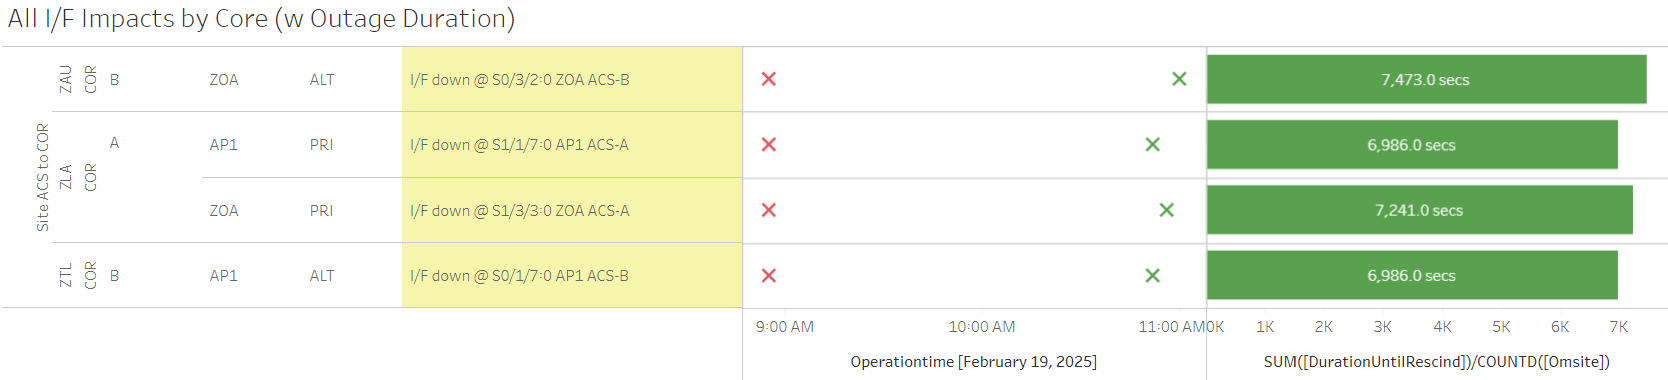 All I/F Impacts by Core (w Outage Duration)
Site ACS to COR
ZAU COR B ZOA ALT I/F down @ S0/3/2:0 ZOA ACS-B 7,473.0 secs
ZLA COR A AP1 PRI I/F down @ S1/1/7:0 AP1 ACS-A 6,986.0 secs
ZOA PRI I/F down @ S1/3/3:0 ZOA ACS-A 7,241.0 secs
ZTL COR B AP1 ALT I/F down @ S0/1/7:0 AP1 ACS-B 6,986.0 secs
9:00 AM 10:00 AM 11:00 AM 0K 1K 2K 3K 4K 5K 6K 7K
Operationtime [February 19, 2025] SUM([DurationUntilRescind])/COUNTD([Omsite])